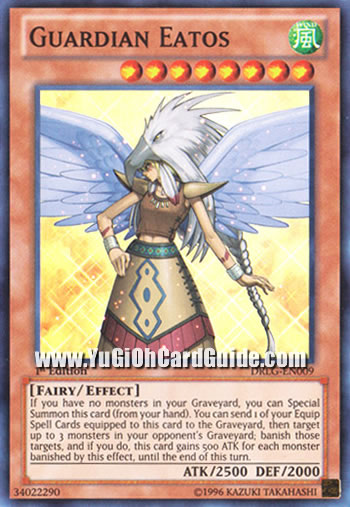 GUARDIAN EATOS
WIND
風
1st Edition
DRLG-EN009
www.YuGiOhCardGuide.com
[FAIRY/EFFECT]
If you have no monsters in your Graveyard, you can Special
Summon this card (from your hand). You can send 1 of your Equip
Spell Cards equipped to this card to the Graveyard, then target
up to 3 monsters in your opponent's Graveyard; banish those
targets, and if you do, this card gains 500 ATK for each monster
banished by this effect, until the end of this turn.
ATK/2500 DEF/2000
34022290 ©1996 KAZUKI TAKAHASHI